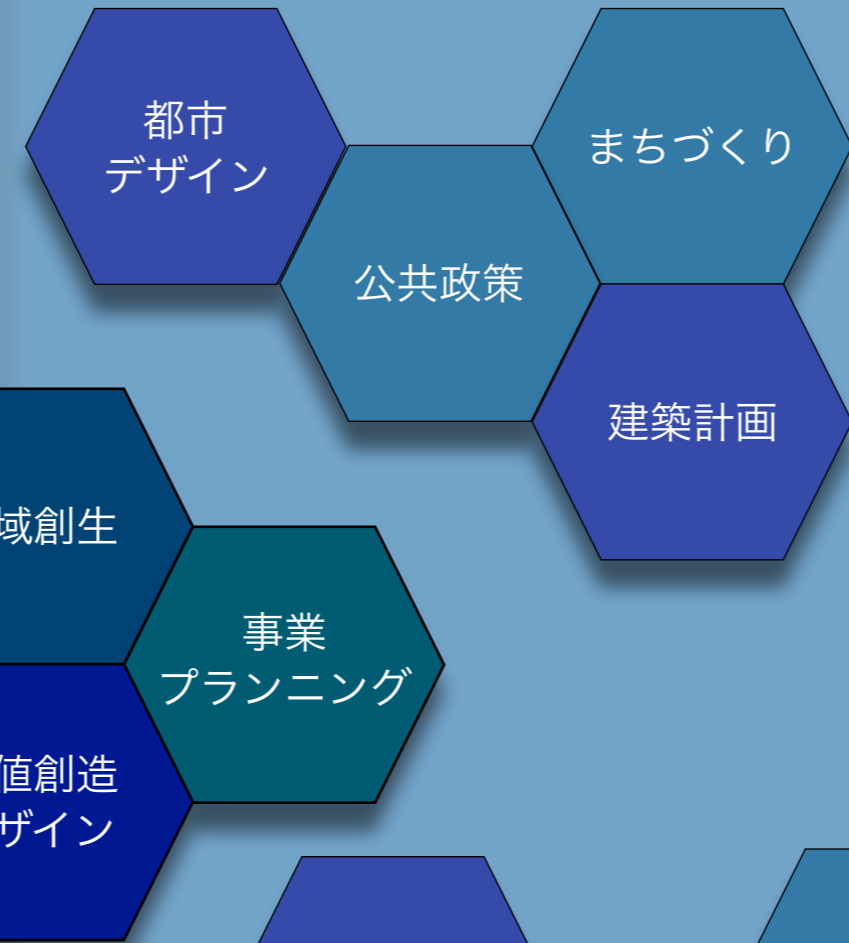 都市
デザイン
まちづくり
公共政策
建築計画
域創生
事業
プランニング
値創造
ザイン